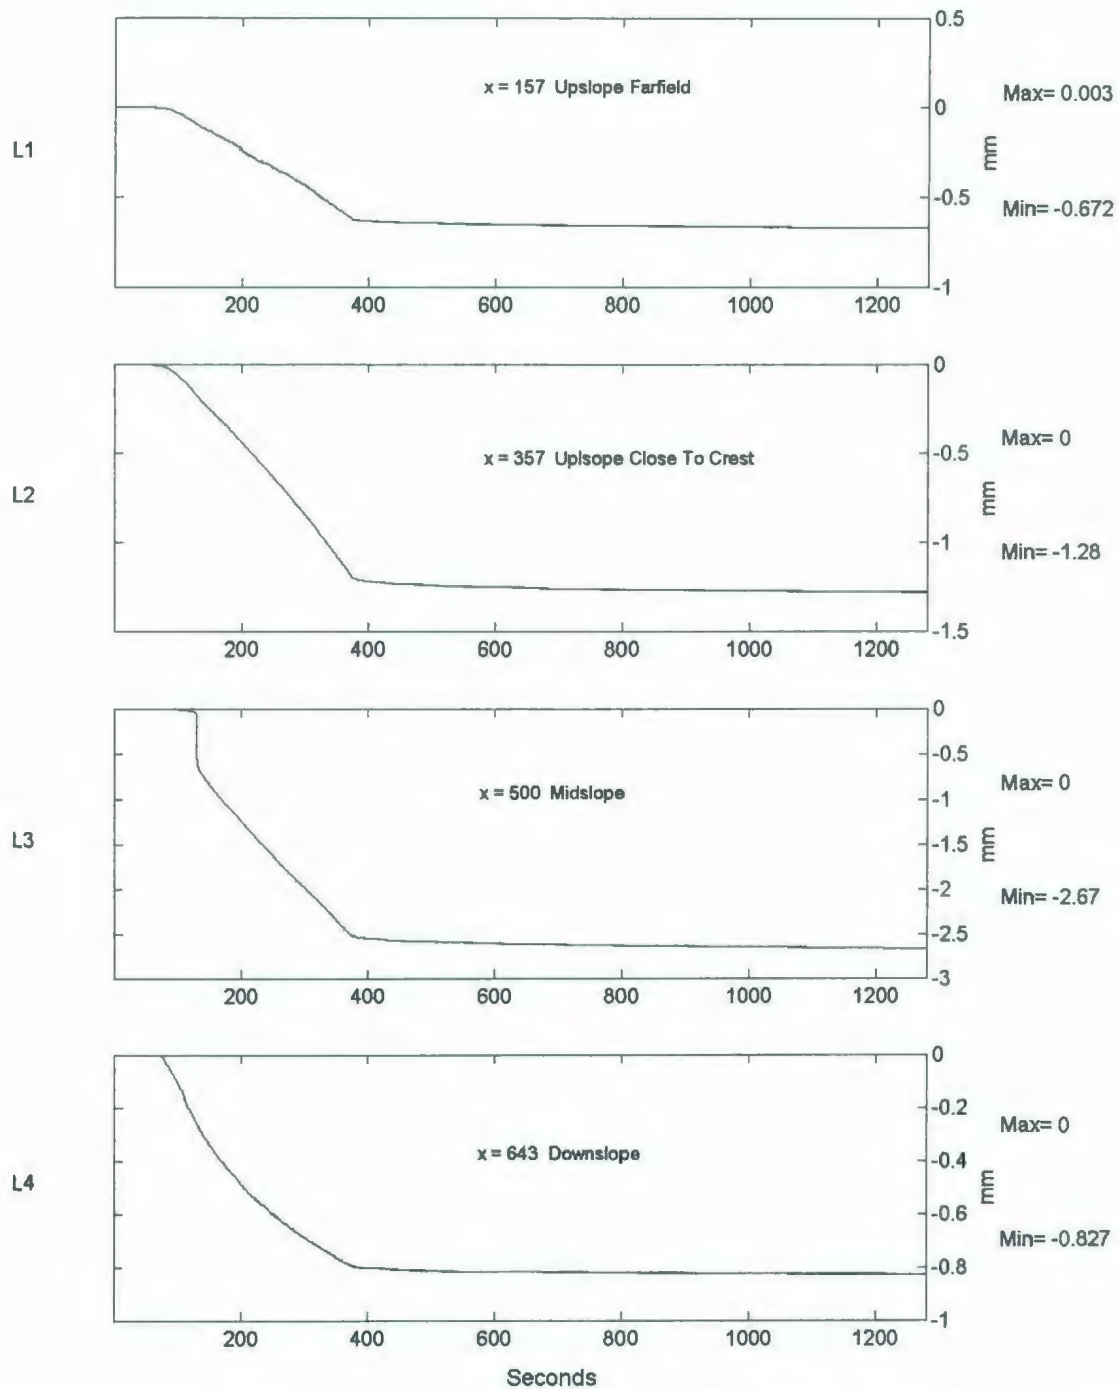 L1
x = 157 Upslope Farfield
0.5
0
-0.5
-1
mm
Max= 0.003
Min= -0.672
200 400 600 800 1000 1200
L2
x = 357 Uplsope Close To Crest
0
-0.5
-1
-1.5
mm
Max= 0
Min= -1.28
200 400 600 800 1000 1200
L3
x = 500 Midslope
0
-0.5
-1
-1.5
-2
-2.5
-3
mm
Max= 0
Min= -2.67
200 400 600 800 1000 1200
L4
x = 643 Downslope
0
-0.2
-0.4
-0.6
-0.8
-1
mm
Max= 0
Min= -0.827
200 400 600 800 1000 1200
Seconds